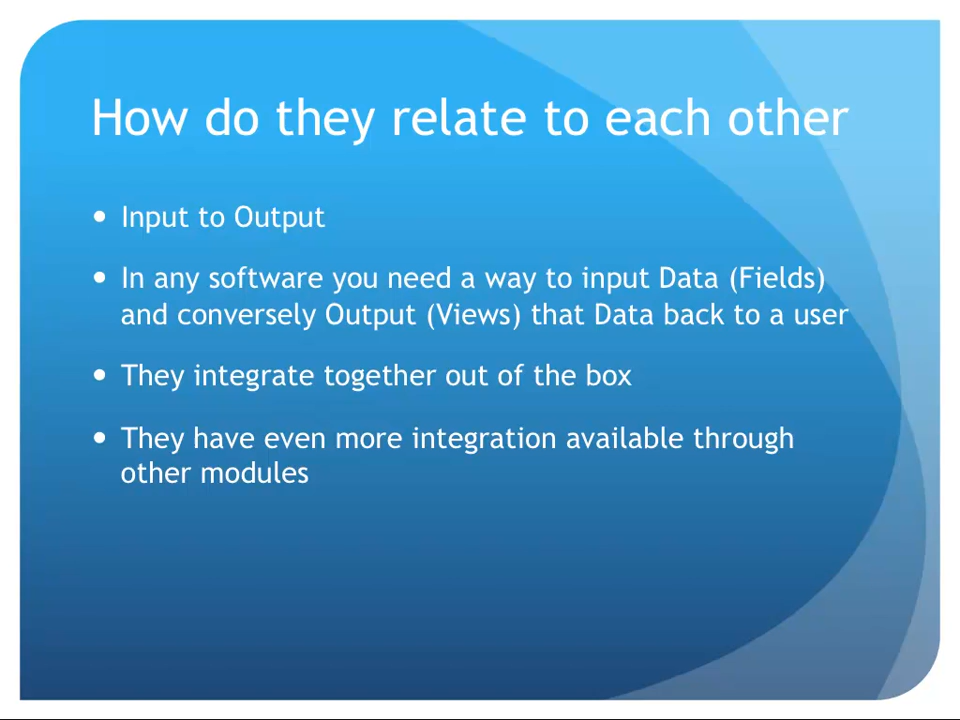 How do they relate to each other
• Input to Output
• In any software you need a way to input Data (Fields)
and conversely Output (Views) that Data back to a user
• They integrate together out of the box
• They have even more integration available through
other modules